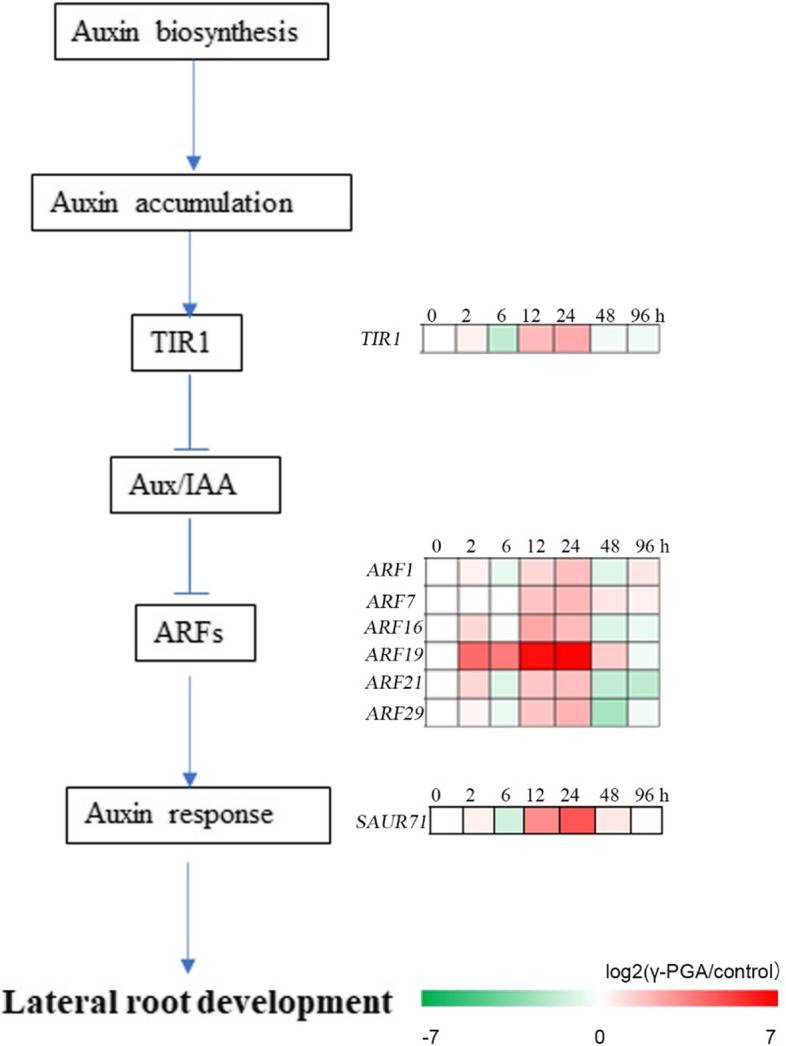 Auxin biosynthesis
Auxin accumulation
TIR1
0 2 6 12 24 48 96 h
TIR1
Aux/IAA
0 2 6 12 24 48 96 h
ARF1
ARF7
ARF16
ARF19
ARF21
ARF29
ARFs
Auxin response
0 2 6 12 24 48 96 h
SAUR71
Lateral root development
log2(γ-PGA/control)
-7 0 7